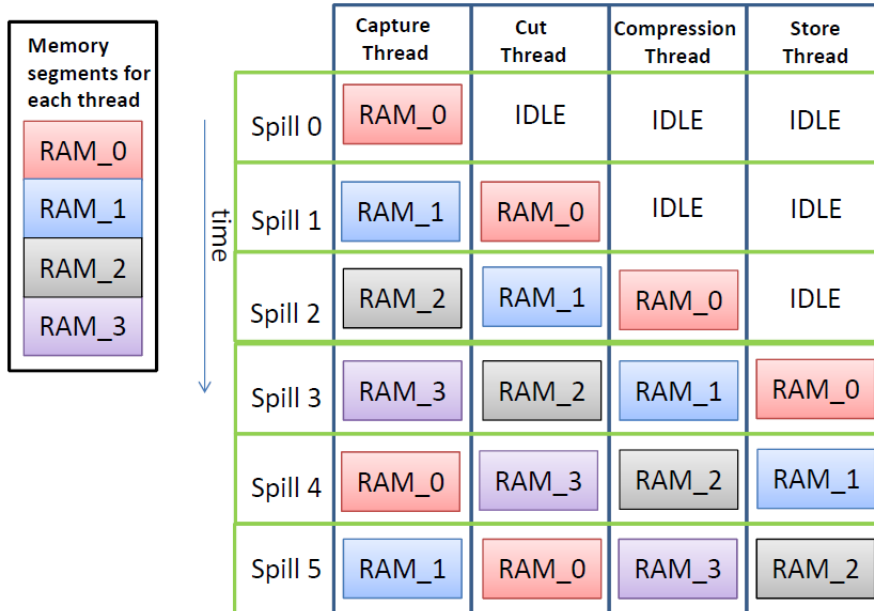 Memory
segments for
each thread
RAM_0
RAM_1
RAM_2
RAM_3
time
Capture
Thread
Cut
Thread
Compression
Thread
Store
Thread
Spill 0
RAM_0
IDLE
IDLE
IDLE
Spill 1
RAM_1
RAM_0
IDLE
IDLE
Spill 2
RAM_2
RAM_1
RAM_0
IDLE
Spill 3
RAM_3
RAM_2
RAM_1
RAM_0
Spill 4
RAM_0
RAM_3
RAM_2
RAM_1
Spill 5
RAM_1
RAM_0
RAM_3
RAM_2